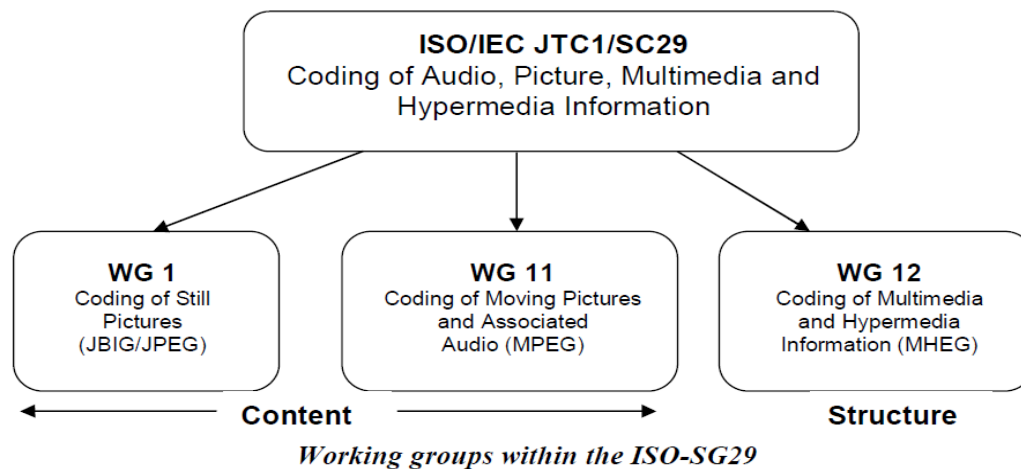 ISO/IEC JTC1/SC29
Coding of Audio, Picture, Multimedia and
Hypermedia Information
WG 1
Coding of Still
Pictures
(JBIG/JPEG)
WG 11
Coding of Moving Pictures
and Associated
Audio (MPEG)
WG 12
Coding of Multimedia
and Hypermedia
Information (MHEG)
Content
Structure
Working groups within the ISO-SG29